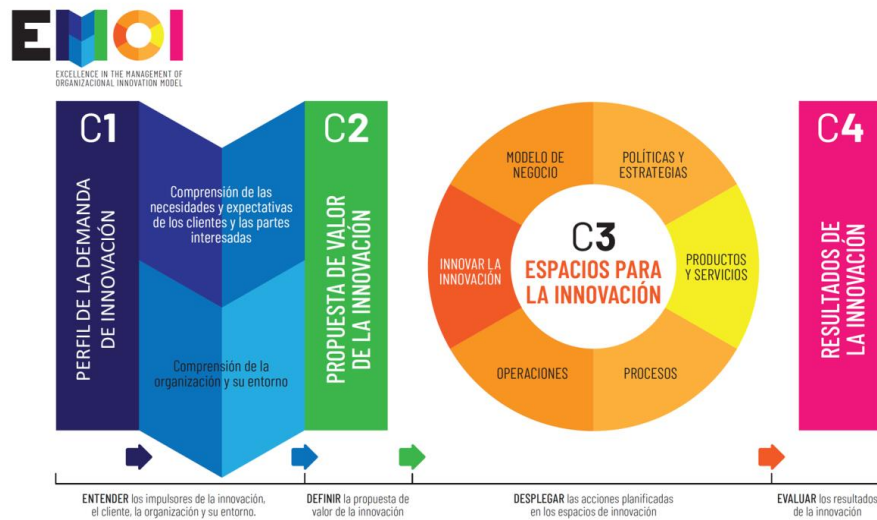 EMOI
EXCELLENCE IN THE MANAGEMENT OF
ORGANIZACIONAL INNOVATION MODEL
C1
PERFIL DE LA DEMANDA
DE INNOVACIÓN
Comprensión de las
necesidades y expectativas
de los clientes y las partes
interesadas
Comprensión de la
organización y su entorno
C2
PROPUESTA DE VALOR
DE LA INNOVACIÓN
MODELO DE
NEGOCIO
POLÍTICAS Y
ESTRATEGIAS
INNOVAR LA
INNOVACIÓN
C3
ESPACIOS PARA
LA INNOVACIÓN
PRODUCTOS
Y SERVICIOS
OPERACIONES
PROCESOS
C4
RESULTADOS DE
LA INNOVACIÓN
ENTENDER los impulsores de la innovación,
el cliente, la organización y su entorno.
DEFINIR la propuesta de
valor de la innovación
DESPLEGAR las acciones planificadas
en los espacios de innovación
EVALUAR los resultados
de la innovación